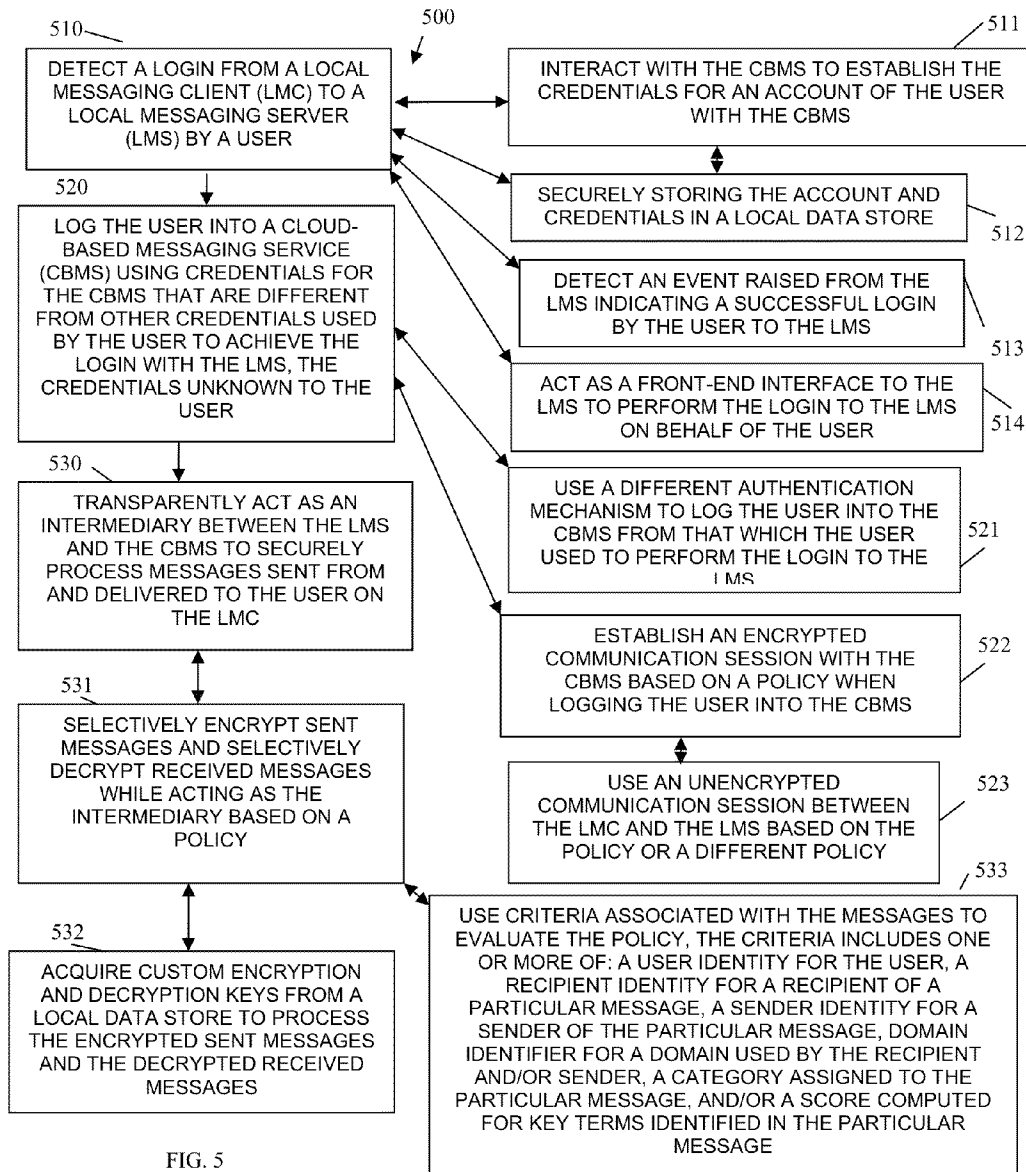 510
500
511
DETECT A LOGIN FROM A LOCAL
MESSAGING CLIENT (LMC) TO A
LOCAL MESSAGING SERVER
(LMS) BY A USER
INTERACT WITH THE CBMS TO ESTABLISH THE
CREDENTIALS FOR AN ACCOUNT OF THE USER
WITH THE CBMS
SECURELY STORING THE ACCOUNT AND
CREDENTIALS IN A LOCAL DATA STORE
512
520
LOG THE USER INTO A CLOUD-
BASED MESSAGING SERVICE
(CBMS) USING CREDENTIALS FOR
THE CBMS THAT ARE DIFFERENT
FROM OTHER CREDENTIALS USED
BY THE USER TO ACHIEVE THE
LOGIN WITH THE LMS, THE
CREDENTIALS UNKNOWN TO THE
USER
DETECT AN EVENT RAISED FROM THE
LMS INDICATING A SUCCESSFUL LOGIN
BY THE USER TO THE LMS
513
ACT AS A FRONT-END INTERFACE TO THE
LMS TO PERFORM THE LOGIN TO THE LMS
ON BEHALF OF THE USER
514
530
TRANSPARENTLY ACT AS AN
INTERMEDIARY BETWEEN THE LMS
AND THE CBMS TO SECURELY
PROCESS MESSAGES SENT FROM
AND DELIVERED TO THE USER ON
THE LMC
USE A DIFFERENT AUTHENTICATION
MECHANISM TO LOG THE USER INTO THE
CBMS FROM THAT WHICH THE USER
USED TO PERFORM THE LOGIN TO THE
LMS
521
ESTABLISH AN ENCRYPTED
COMMUNICATION SESSION WITH THE
CBMS BASED ON A POLICY WHEN
LOGGING THE USER INTO THE CBMS
522
531
SELECTIVELY ENCRYPT SENT
MESSAGES AND SELECTIVELY
DECRYPT RECEIVED MESSAGES
WHILE ACTING AS THE
INTERMEDIARY BASED ON A
POLICY
USE AN UNENCRYPTED
COMMUNICATION SESSION BETWEEN
THE LMC AND THE LMS BASED ON THE
POLICY OR A DIFFERENT POLICY
523
532
ACQUIRE CUSTOM ENCRYPTION
AND DECRYPTION KEYS FROM A
LOCAL DATA STORE TO PROCESS
THE ENCRYPTED SENT MESSAGES
AND THE DECRYPTED RECEIVED
MESSAGES
533
USE CRITERIA ASSOCIATED WITH THE MESSAGES TO
EVALUATE THE POLICY, THE CRITERIA INCLUDES ONE
OR MORE OF: A USER IDENTITY FOR THE USER, A
RECIPIENT IDENTITY FOR A RECIPIENT OF A
PARTICULAR MESSAGE, A SENDER IDENTITY FOR A
SENDER OF THE PARTICULAR MESSAGE, DOMAIN
IDENTIFIER FOR A DOMAIN USED BY THE RECIPIENT
AND/OR SENDER, A CATEGORY ASSIGNED TO THE
PARTICULAR MESSAGE, AND/OR A SCORE COMPUTED
FOR KEY TERMS IDENTIFIED IN THE PARTICULAR
MESSAGE
FIG. 5